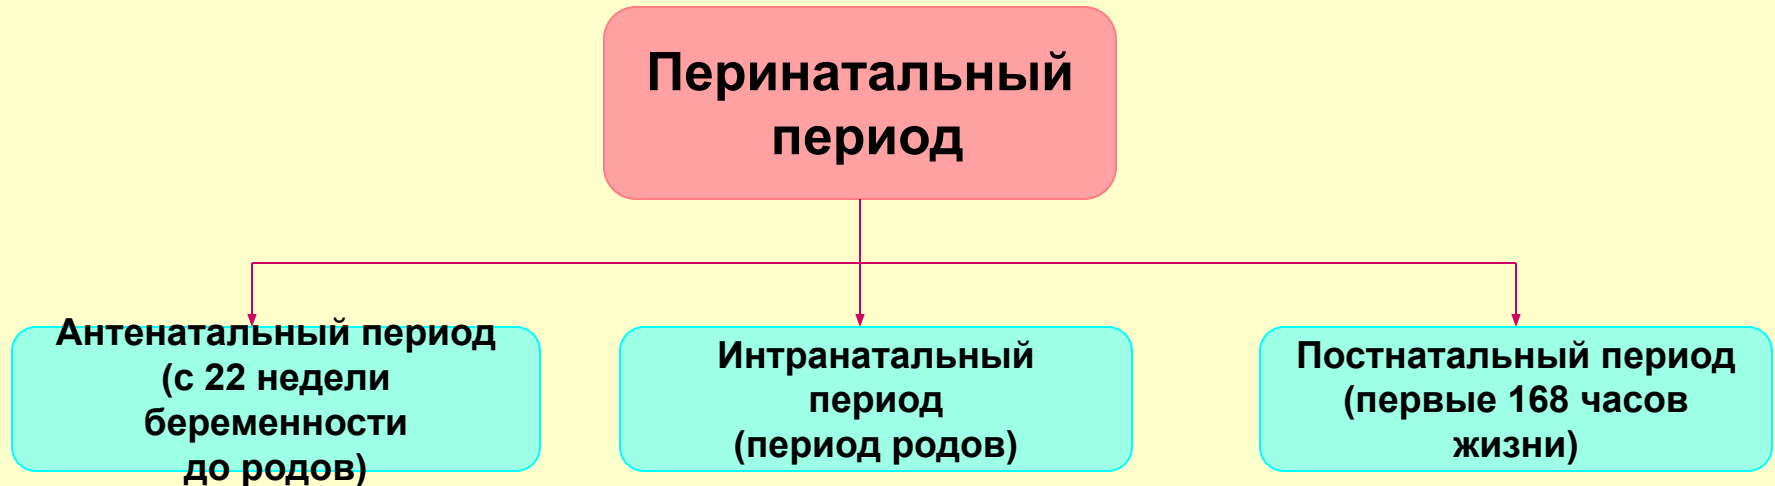 Перинатальный
период
Антенатальный период
(с 22 недели
беременности
до родов)
Интранатальный
период
(период родов)
Постнатальный период
(первые 168 часов
жизни)